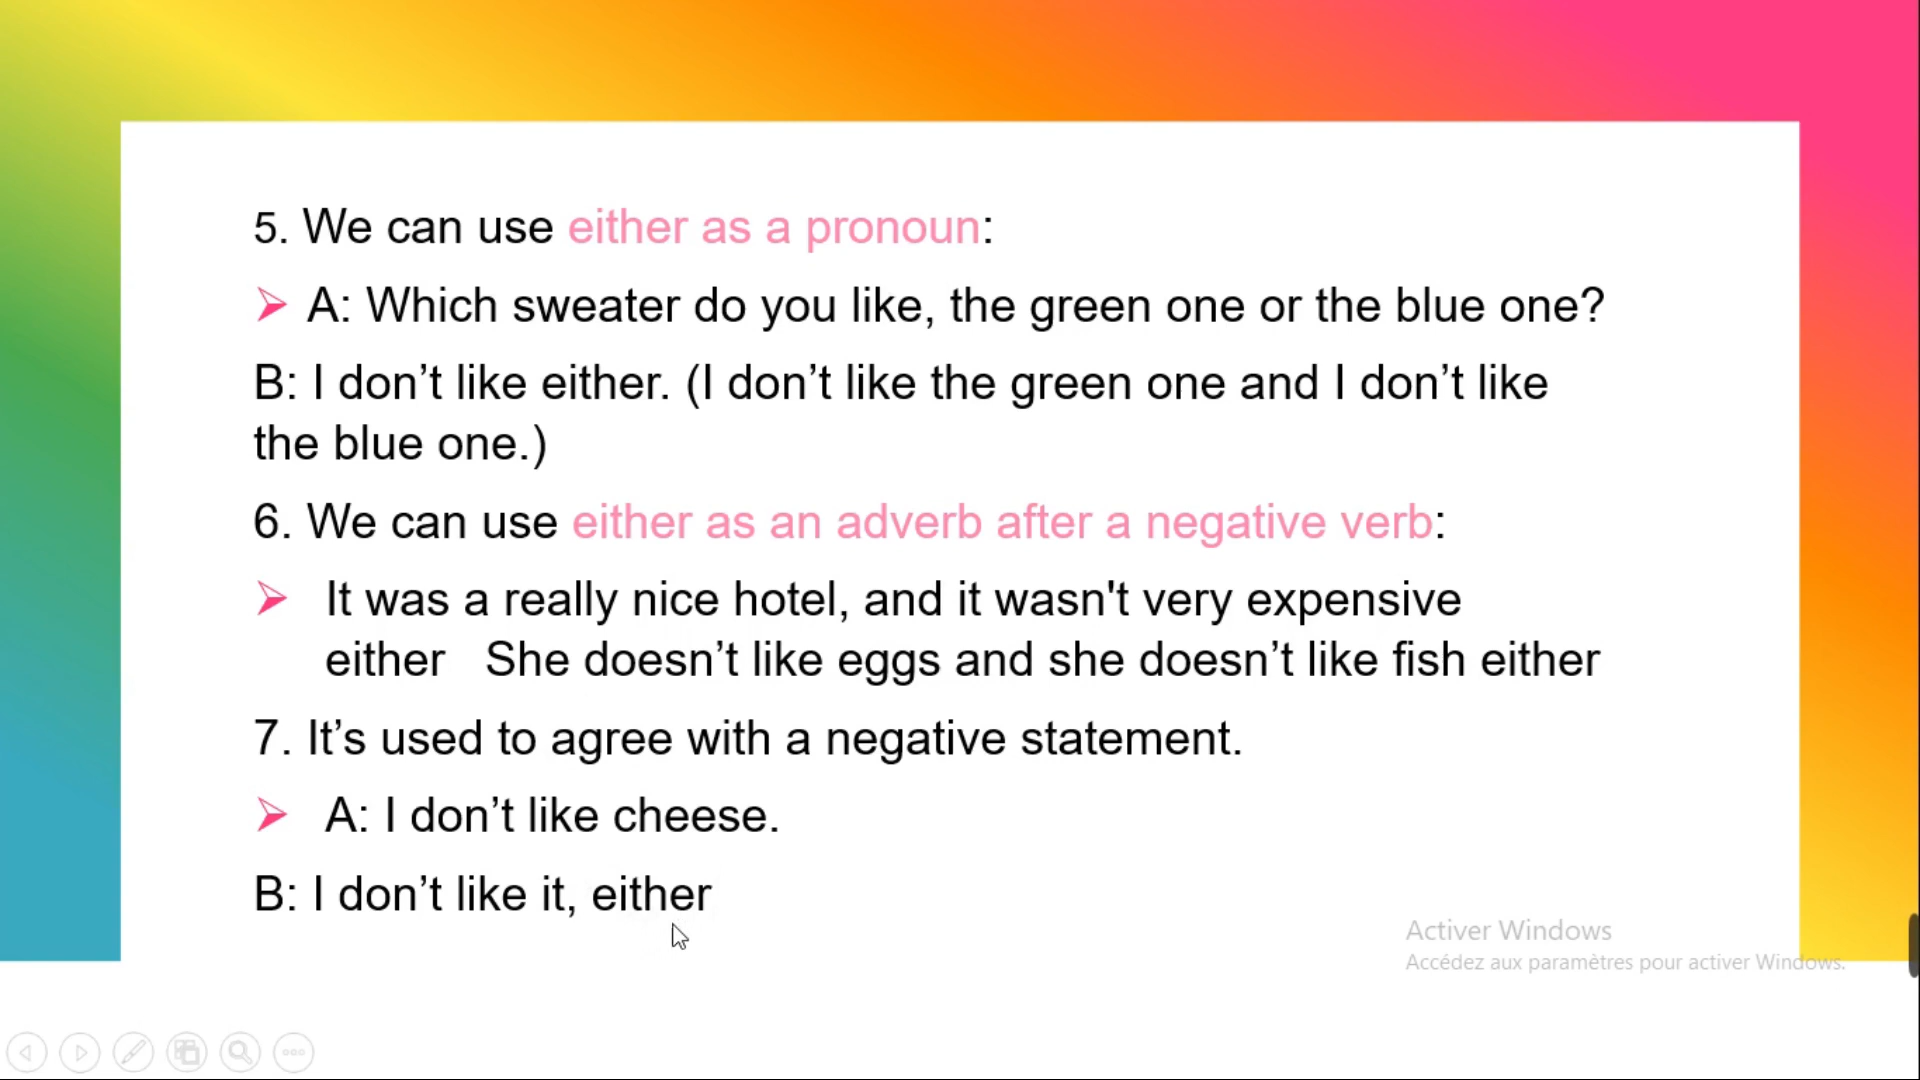 5. We can use either as a pronoun:
A: Which sweater do you like, the green one or the blue one?
B: I don’t like either. (I don’t like the green one and I don’t like
the blue one.)
6. We can use either as an adverb after a negative verb:
It was a really nice hotel, and it wasn't very expensive
either   She doesn’t like eggs and she doesn’t like fish either
7. It’s used to agree with a negative statement.
A: I don’t like cheese.
B: I don’t like it, either
Activer Windows
Accédez aux paramètres pour activer Windows.